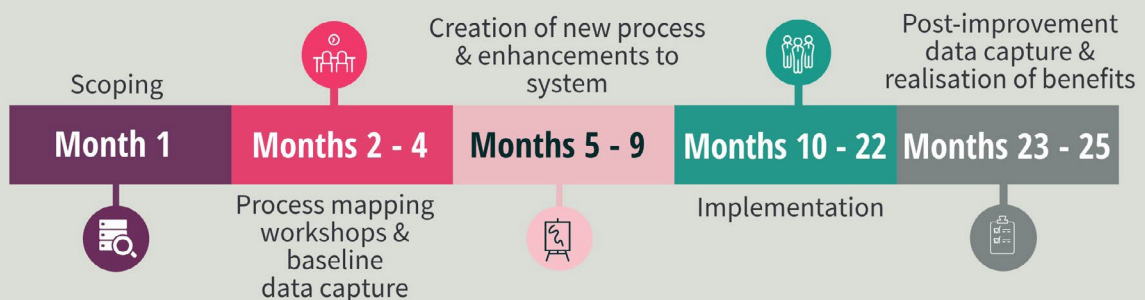 Scoping
Month 1
Months 2 - 4
Process mapping
workshops &
baseline
data capture
Creation of new process
& enhancements to
system
Months 5 - 9
Months 10 - 22
Implementation
Post-improvement
data capture &
realisation of benefits
Months 23 - 25